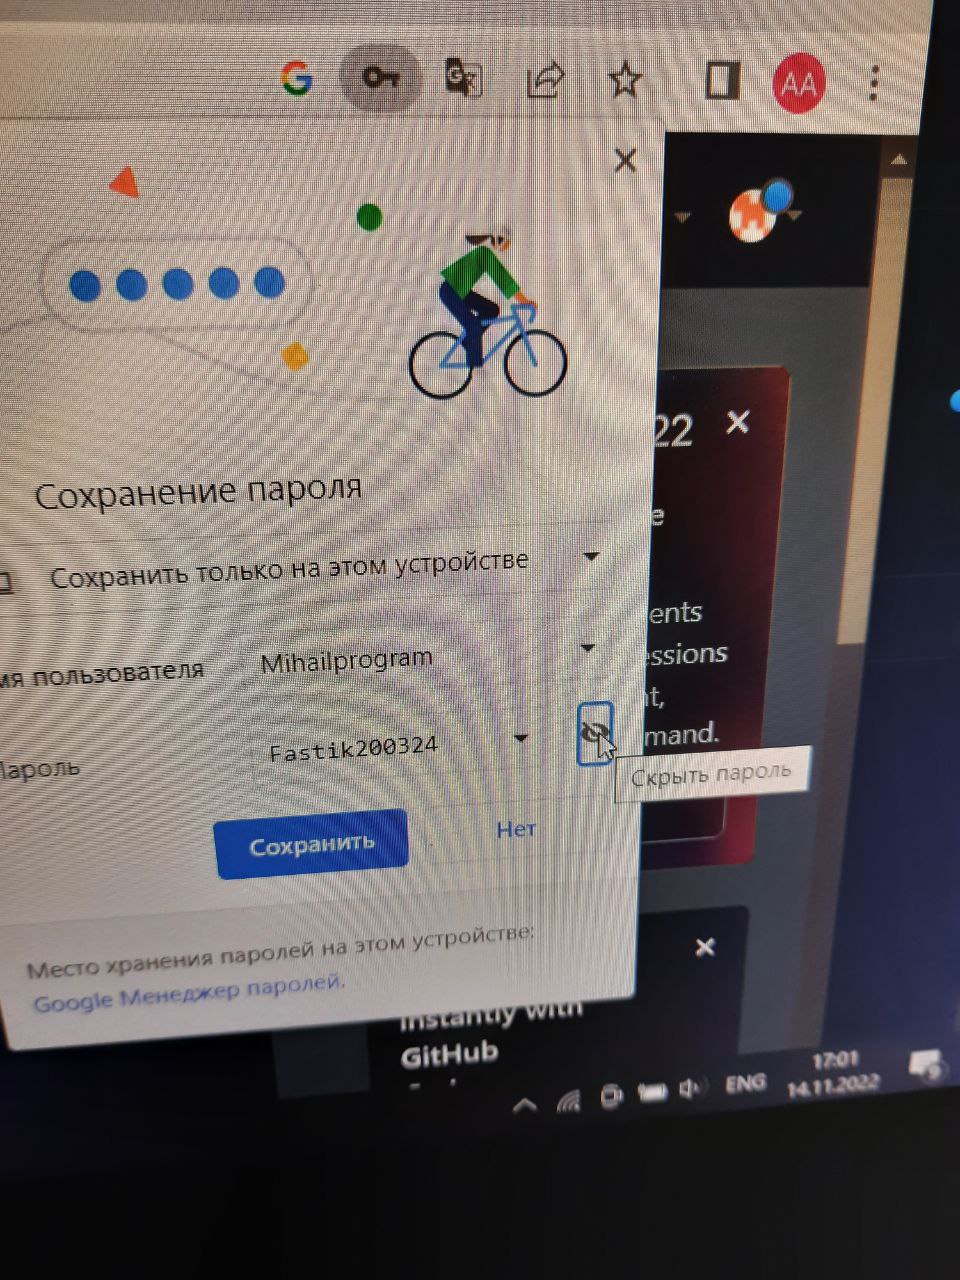 AA
22
Сохранение пароля
e
Сохранить только на этом устройстве
ents
мя пользователя Mihailprogram
ssions
nt,
Пароль Fastik200324
mand.
Скрыть пароль
Сохранить Нет
Место хранения паролей на этом устройстве:
Google Менеджер паролей.
instantly with
GitHub
ENG 17:01
14.11.2022